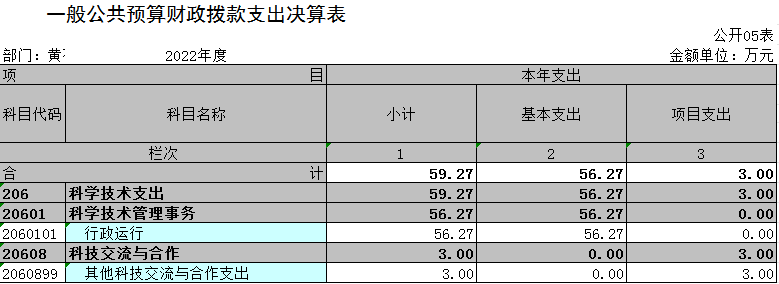 一般公共预算财政拨款支出决算表
公开05表
部门：黄 2022年度 金额单位：万元
项 目 本年支出
科目代码 科目名称 小计 基本支出 项目支出
栏次 1 2 3
合 计 59.27 56.27 3.00
206 科学技术支出 59.27 56.27 3.00
20601 科学技术管理事务 56.27 56.27 0.00
2060101 行政运行 56.27 56.27 0.00
20608 科技交流与合作 3.00 0.00 3.00
2060899 其他科技交流与合作支出 3.00 0.00 3.00